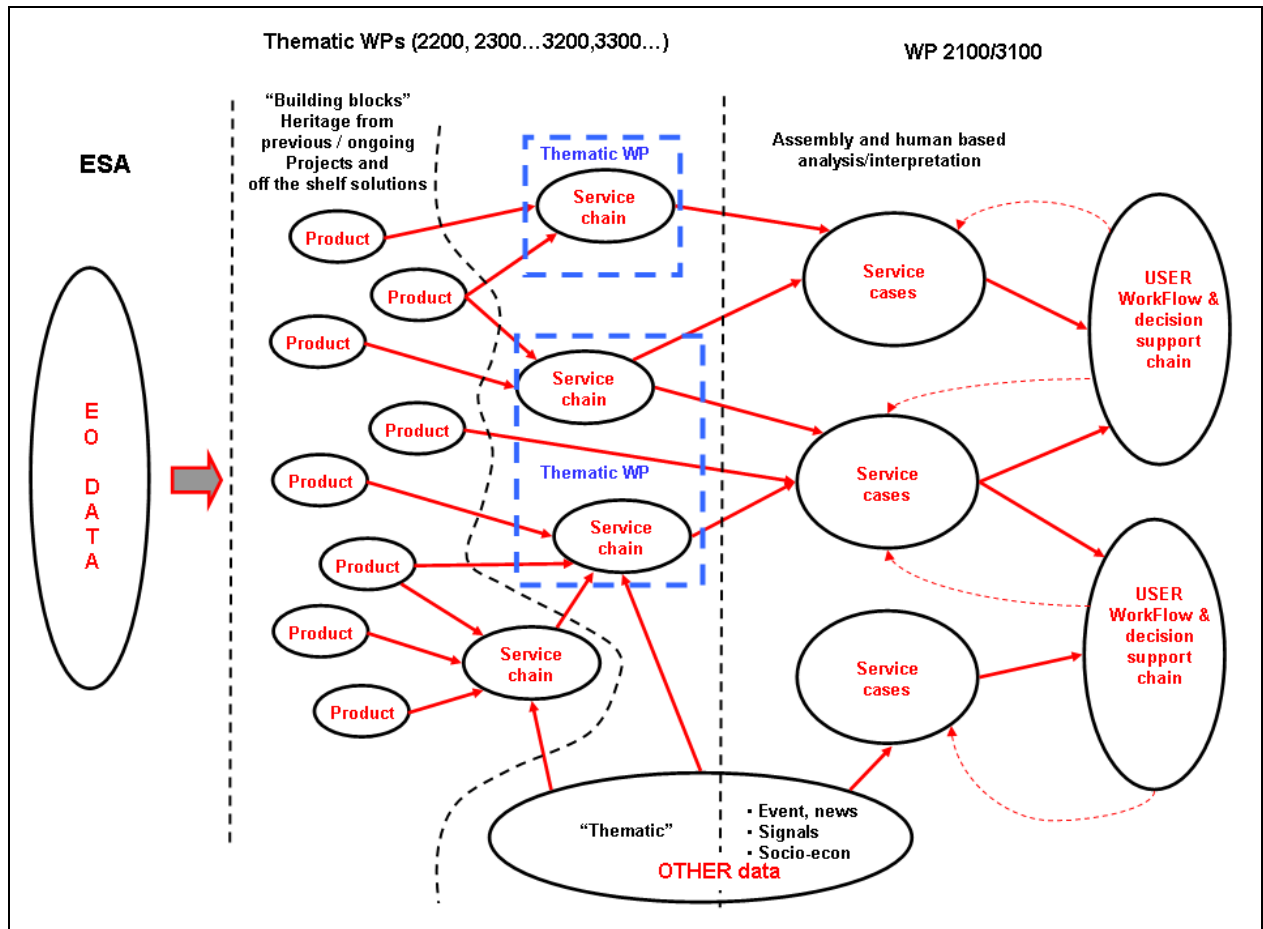 Thematic WPs (2200, 2300…3200,3300…)
WP 2100/3100
ESA
“Building blocks”
Heritage from
previous / ongoing
Projects and
off the shelf solutions
Assembly and human based
analysis/interpretation
EO DATA
Thematic WP
Service
chain
Product
Product
Product
Service
chain
Product
Thematic WP
Product
Service
chain
Product
Product
Service
chain
Product
Service
cases
Service
cases
Service
cases
USER
WorkFlow &
decision
support
chain
USER
WorkFlow &
decision
support
chain
“Thematic”
▪ Event, news
▪ Signals
▪ Socio-econ
OTHER data